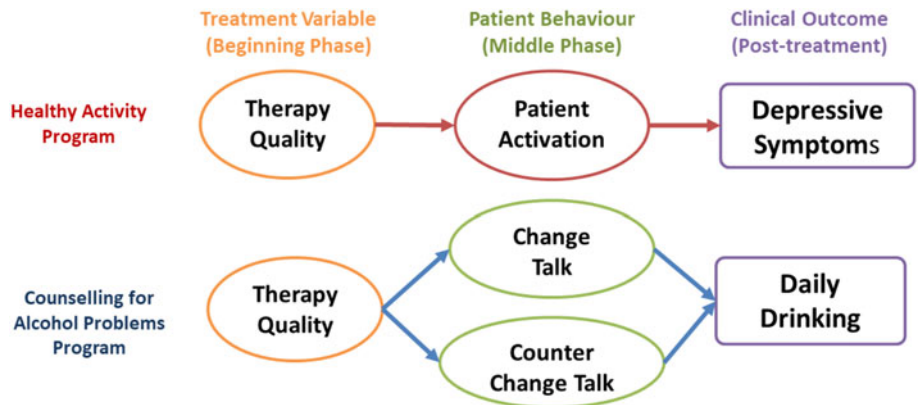 Treatment Variable
(Beginning Phase)
Patient Behaviour
(Middle Phase)
Clinical Outcome
(Post-treatment)
Healthy Activity
Program
Therapy
Quality
Patient
Activation
Depressive
Symptoms
Counselling for
Alcohol Problems
Program
Therapy
Quality
Change
Talk
Counter
Change Talk
Daily
Drinking